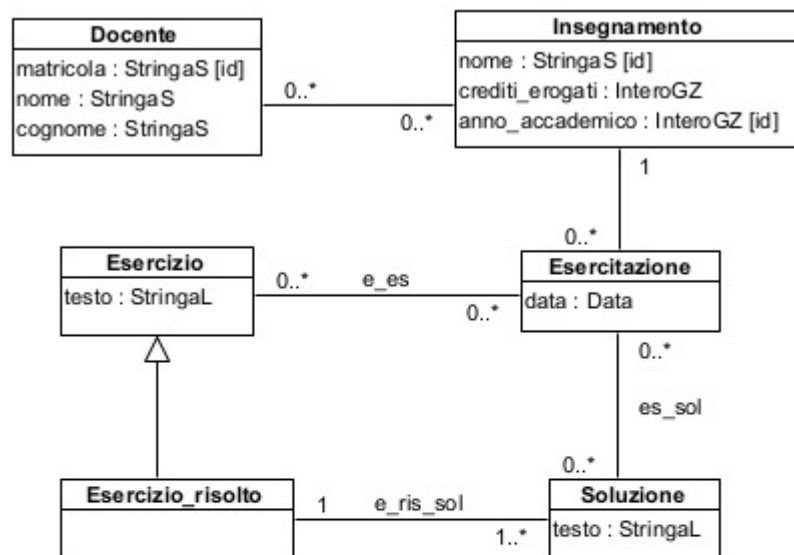 Docente
matricola : StringaS [id]
nome : StringaS
cognome : StringaS
0..*
0..*
Insegnamento
nome : StringaS [id]
crediti_erogati : InteroGZ
anno_accademico : InteroGZ [id]
1
0..*
Esercizio
testo : StringaL
0..*
e_es
0..*
Esercitazione
data : Data
0..*
es_sol
0..*
Esercizio_risolto
1
e_ris_sol
1..*
Soluzione
testo : StringaL